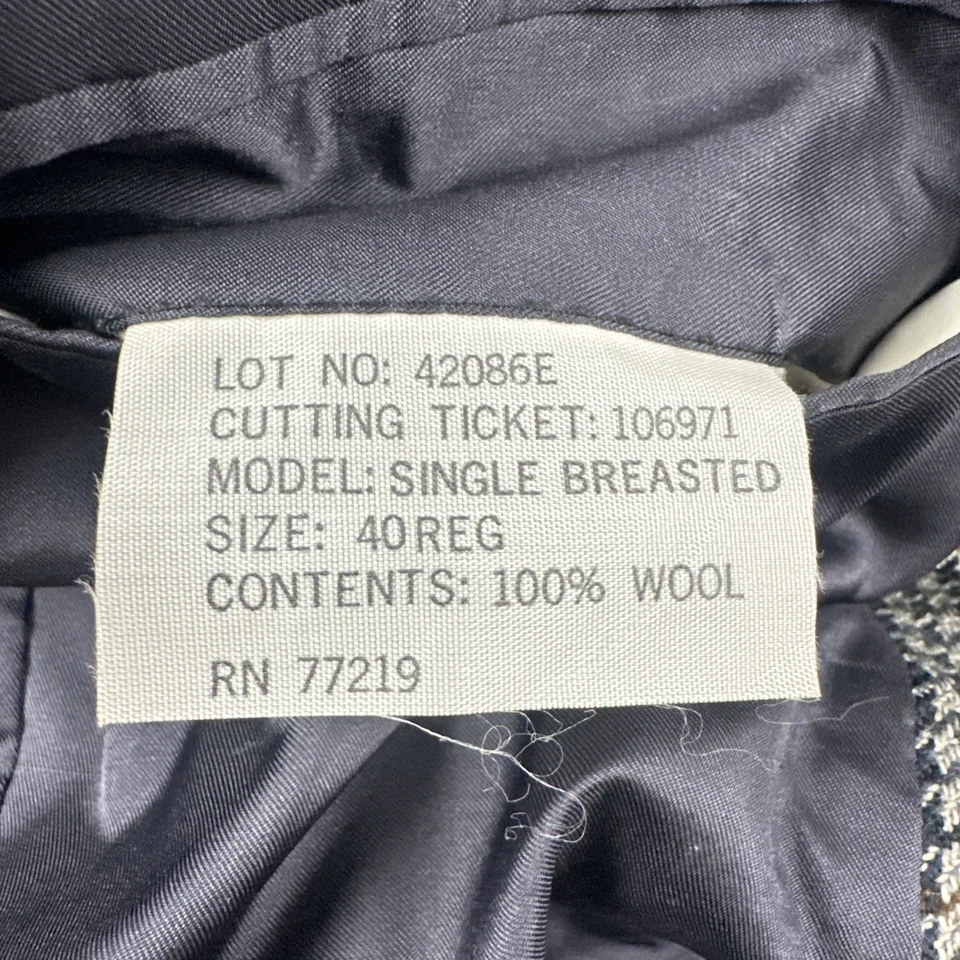 LOT NO: 42086E
CUTTING TICKET: 106971
MODEL: SINGLE BREASTED
SIZE: 40REG
CONTENTS: 100% WOOL
RN 77219